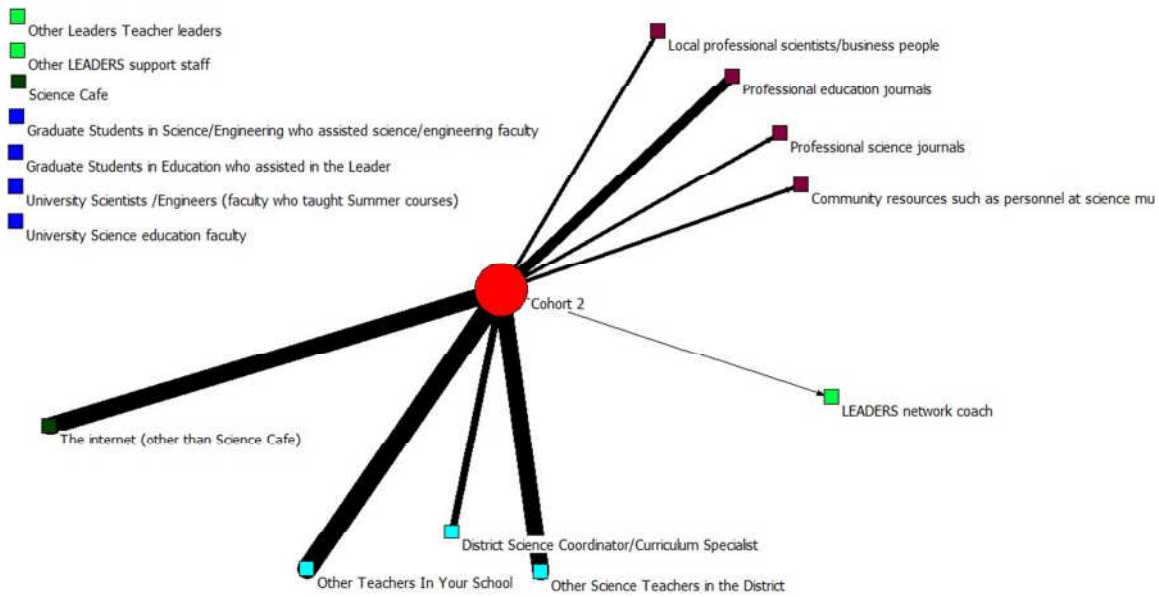 Other Leaders Teacher leaders
Other LEADERS support staff
Science Cafe
Graduate Students in Science/Engineering who assisted science/engineering faculty
Graduate Students in Education who assisted in the Leader
University Scientists /Engineers (faculty who taught Summer courses)
University Science education faculty
Local professional scientists/business people
Professional education journals
Professional science journals
Community resources such as personnel at science mu
Cohort 2
LEADERS network coach
The internet (other than Science Cafe)
District Science Coordinator/Curriculum Specialist
Other Teachers In Your School
Other Science Teachers in the District